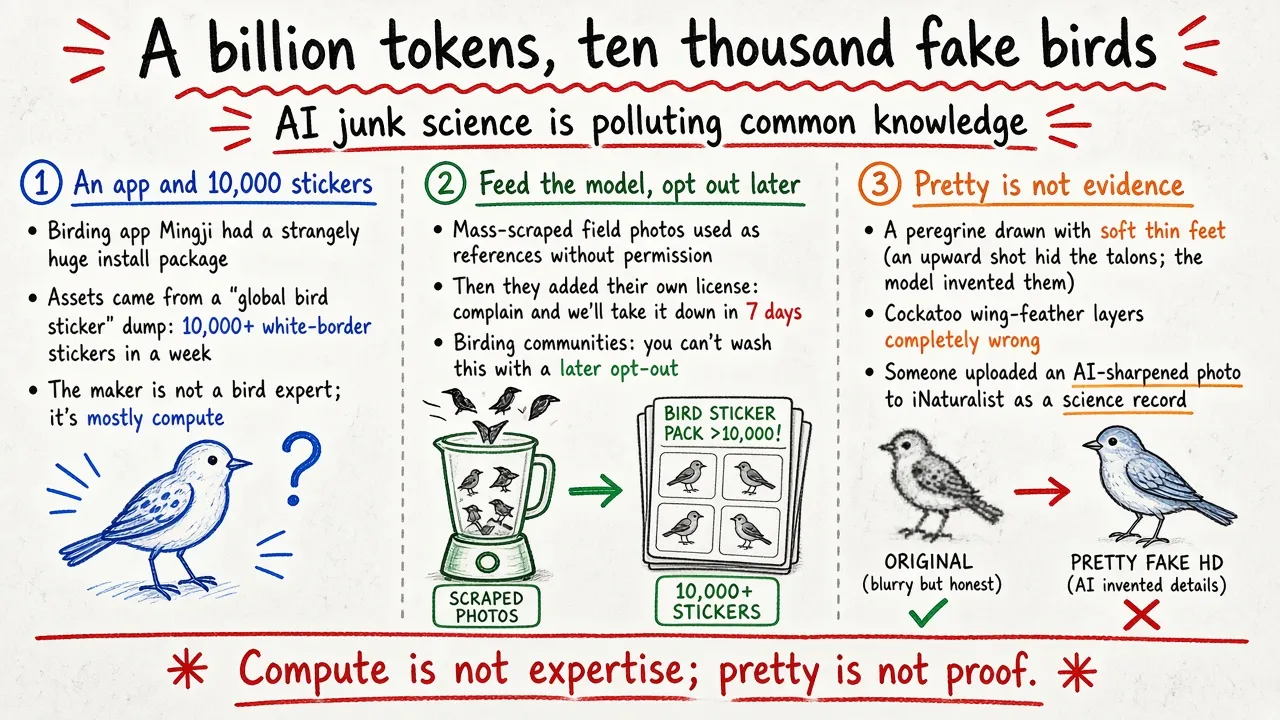 A billion tokens, ten thousand fake birds
AI junk science is polluting common knowledge
1 An app and 10,000 stickers
• Birding app Mingji had a strangely
huge install package
• Assets came from a “global bird
sticker” dump: 10,000+ white-border
stickers in a week
• The maker is not a bird expert;
it’s mostly compute
?
2 Feed the model, opt out later
• Mass-scraped field photos used as
references without permission
• Then they added their own license:
complain and we’ll take it down in 7 days
• Birding communities: you can’t wash
this with a later opt-out
BIRD STICKER
PACK >10,000!
SCRAPED
PHOTOS
10,000+
STICKERS
3 Pretty is not evidence
• A peregrine drawn with soft thin feet
(an upward shot hid the talons; the
model invented them)
• Cockatoo wing-feather layers
completely wrong
• Someone uploaded an AI-sharpened photo
to iNaturalist as a science record
ORIGINAL
(blurry but honest)
PRETTY FAKE HD
(AI invented details)
Compute is not expertise; pretty is not proof.